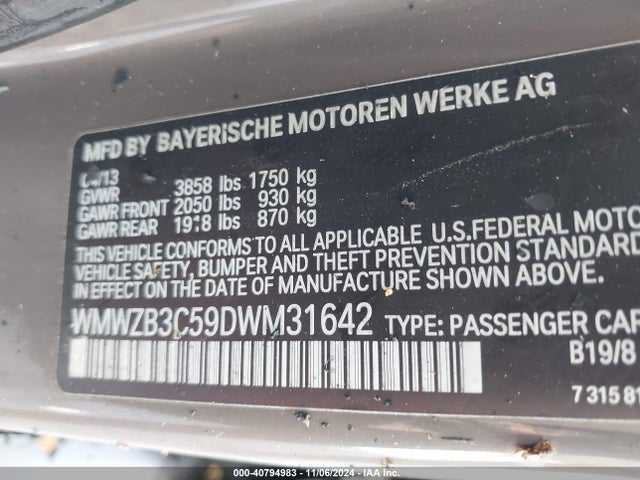 MFD BY BAYERISCHE MOTOREN WERKE AG
/13
GVWR 3858 lbs 1750 kg
GAWR FRONT 2050 lbs 930 kg
GAWR REAR lbs 870 kg
THIS VEHICLE CONFORMS TO ALL APPLICABLE U.S.FEDERAL MOTO
VEHICLE SAFETY, BUMPER AND THEFT PREVENTION STANDARD
IN EFFECT ON THE DATE OF MANUFACTURE SHOWN ABOVE.
WMWZB3C59DWM31642 TYPE: PASSENGER CAR
B19/8
7 315 81
000-40794983 - 11/06/2024 - IAA Inc.